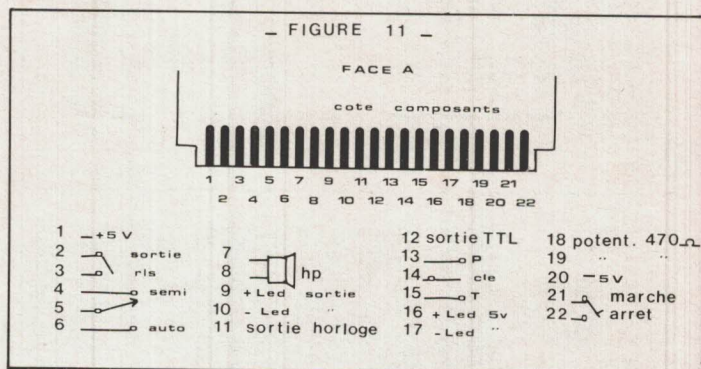 _ FIGURE 11 _
FACE A
cote composants
1 3 5 7 9 11 13 15 17 19 21
2 4 6 8 10 12 14 16 18 20 22
1 _+5V
2 sortie
3 rls
4 semi
5
6 auto
7
8 hp
9 +Led sortie
10 -Led "
11 sortie horloge
12 sortie TTL
13 P
14 cle
15 T
16 +Led 5v
17 -Led "
18 potent. 470Ω
19 " "
20 -5V
21 marche
22 arret